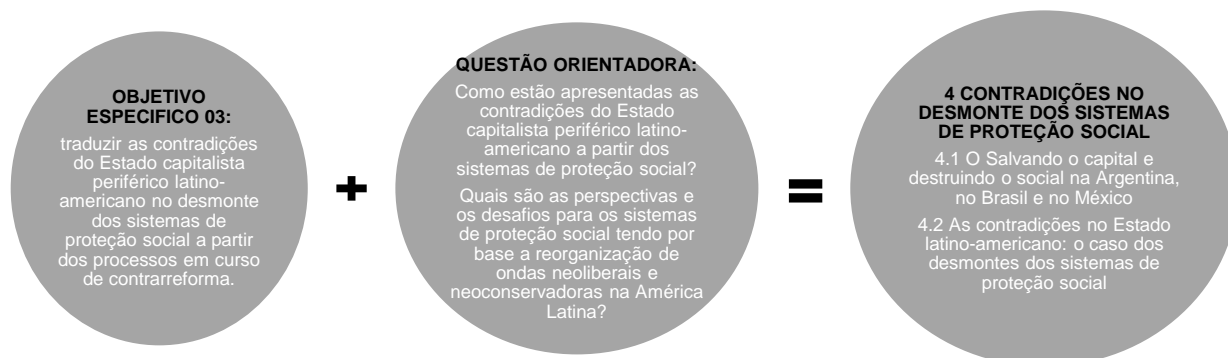 OBJETIVO
ESPECIFICO 03:
traduzir as contradições
do Estado capitalista
periférico latino-
americano no desmonte
dos sistemas de
proteção social a partir
dos processos em curso
de contrarreforma.
+
QUESTÃO ORIENTADORA:
Como estão apresentadas as
contradições do Estado
capitalista periférico latino-
americano a partir dos
sistemas de proteção social?
Quais são as perspectivas e
os desafios para os sistemas
de proteção social tendo por
base a reorganização de
ondas neoliberais e
neoconservadoras na América
Latina?
=
4 CONTRADIÇÕES NO
DESMONTE DOS SISTEMAS
DE PROTEÇÃO SOCIAL
4.1 O Salvando o capital e
destruindo o social na Argentina,
no Brasil e no México
4.2 As contradições no Estado
latino-americano: o caso dos
desmontes dos sistemas de
proteção social